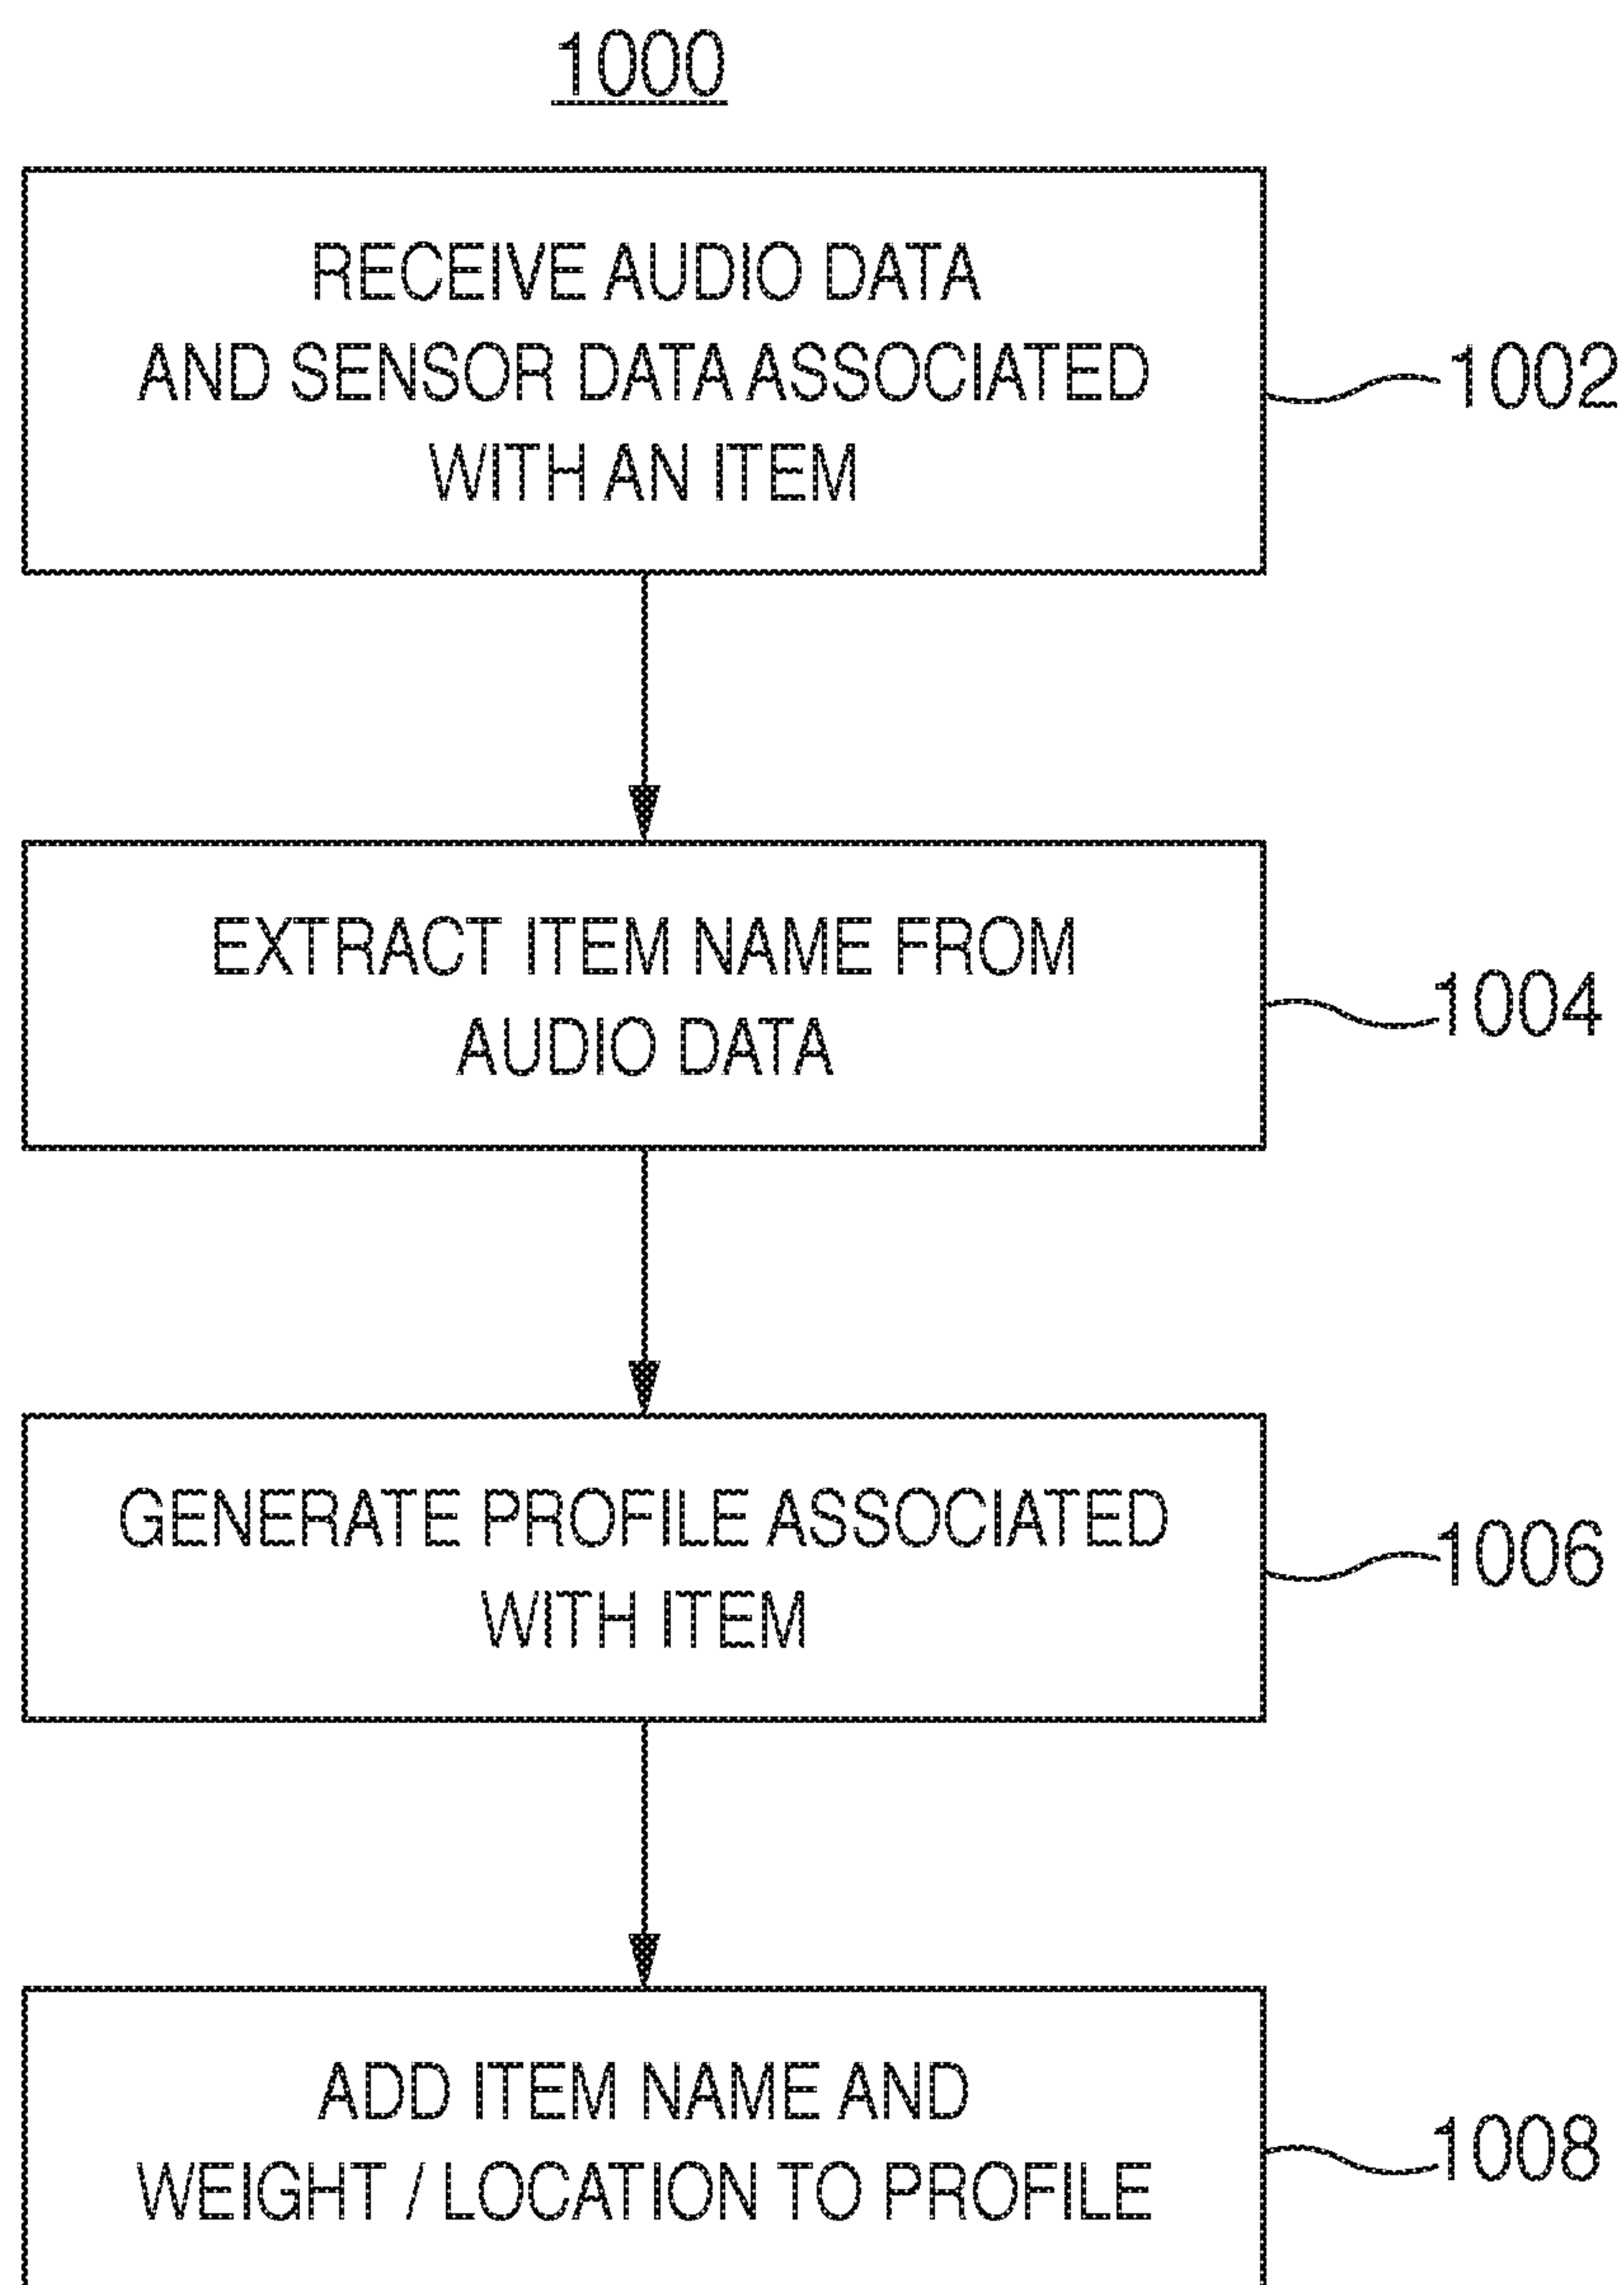 1000
RECEIVE AUDIO DATA
AND SENSOR DATA ASSOCIATED
WITH AN ITEM
1002
EXTRACT ITEM NAME FROM
AUDIO DATA
1004
GENERATE PROFILE ASSOCIATED
WITH ITEM
1006
ADD ITEM NAME AND
WEIGHT / LOCATION TO PROFILE
1008